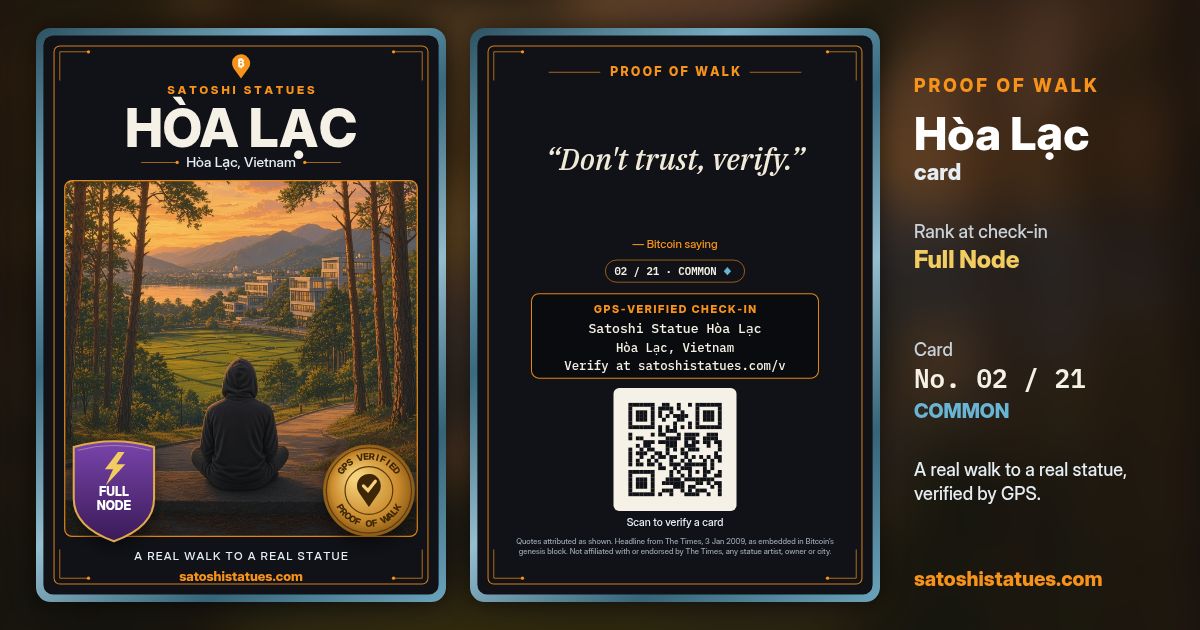 ₿
SATOSHI STATUES
HÒA LẠC
Hòa Lạc, Vietnam
FULL
NODE
GPS VERIFIED
PROOF OF WALK
A REAL WALK TO A REAL STATUE
satoshistatues.com
PROOF OF WALK
“Don't trust, verify.”
— Bitcoin saying
02 / 21 · COMMON ♦
GPS-VERIFIED CHECK-IN
Satoshi Statue Hòa Lạc
Hòa Lạc, Vietnam
Verify at satoshistatues.com/v
Scan to verify a card
Quotes attributed as shown. Headline from The Times, 3 Jan 2009, as embedded in Bitcoin's
genesis block. Not affiliated with or endorsed by The Times, any statue artist, owner or city.
PROOF OF WALK
Hòa Lạc
card
Rank at check-in
Full Node
Card
No. 02 / 21
COMMON
A real walk to a real statue,
verified by GPS.
satoshistatues.com